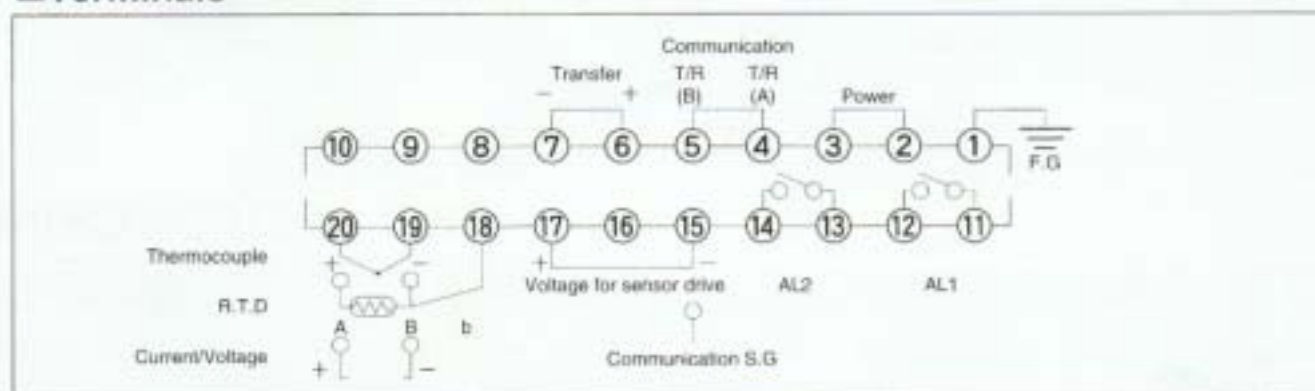 Communication
Transfer T/R T/R
− + (B) (A) Power
10 9 8 7 6 5 4 3 2 1
F.G
20 19 18 17 16 15 14 13 12 11
Thermocouple + − + −
Voltage for sensor drive AL2 AL1
R.T.D
A B b
Current/Voltage + − Communication S.G